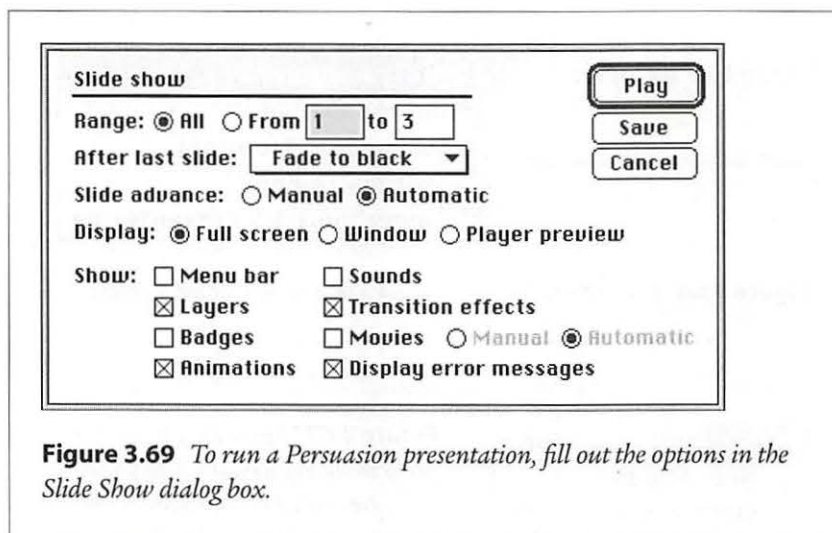 Slide show
Play
Range: All From 1 to 3
Save
After last slide: Fade to black
Cancel
Slide advance: Manual Automatic
Display: Full screen Window Player preview
Show: Menu bar Sounds
Layers Transition effects
Badges Movies Manual Automatic
Animations Display error messages
Figure 3.69 To run a Persuasion presentation, fill out the options in the
Slide Show dialog box.